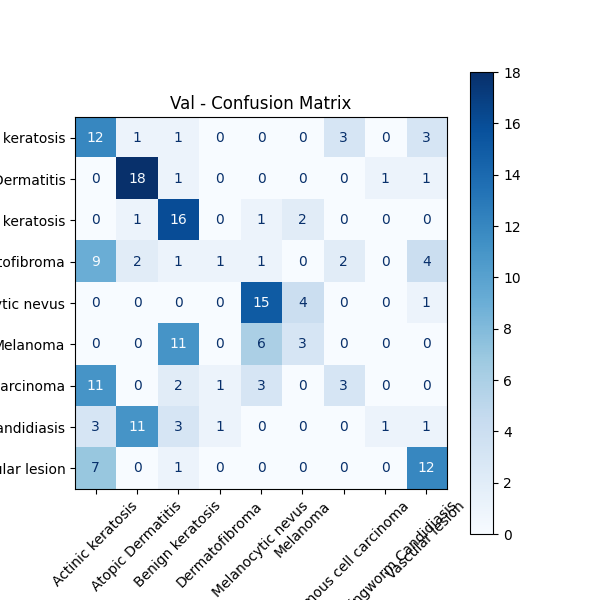 Val - Confusion Matrix
keratosis 12 1 1 0 0 0 3 0 3
Dermatitis 0 18 1 0 0 0 0 1 1
keratosis 0 1 16 0 1 2 0 0 0
tofibroma 9 2 1 1 1 0 2 0 4
ytic nevus 0 0 0 0 15 4 0 0 1
Melanoma 0 0 11 0 6 3 0 0 0
arcinoma 11 0 2 1 3 0 3 0 0
andidiasis 3 11 3 1 0 0 0 1 1
ular lesion 7 0 1 0 0 0 0 0 12
Actinic keratosis
Atopic Dermatitis
Benign keratosis
Dermatofibroma
Melanocytic nevus
Melanoma
mous cell carcinoma
ngworm Candidiasis
Vascular lesion
18
16
14
12
10
8
6
4
2
0